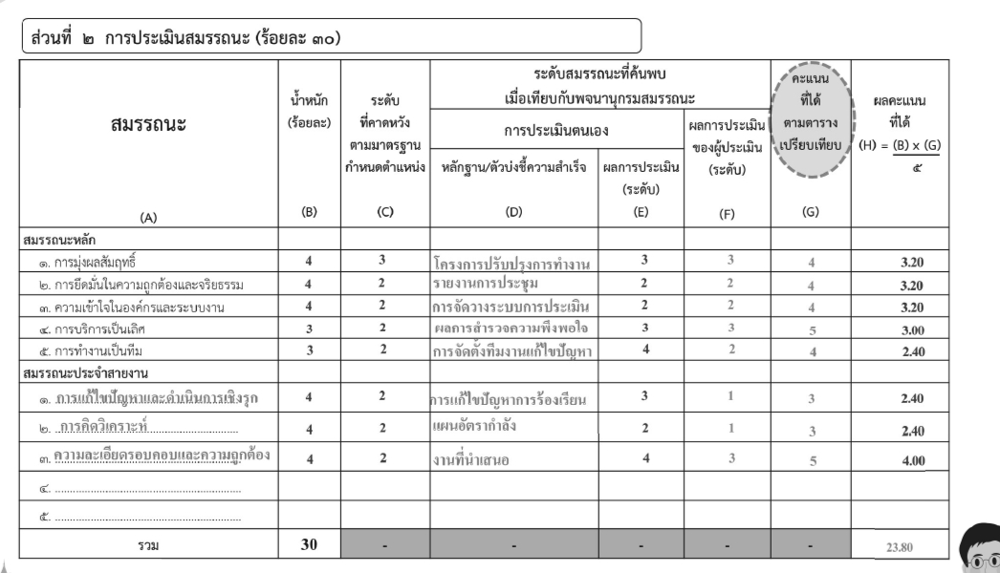 ส่วนที่ ๒ การประเมินสมรรถนะ (ร้อยละ ๓๐)
สมรรถนะ
(A)
น้ำหนัก
(ร้อยละ)
(B)
ระดับ
ที่คาดหวัง
ตามมาตรฐาน
กำหนดตำแหน่ง
(C)
ระดับสมรรถนะที่ค้นพบ
เมื่อเทียบกับพจนานุกรมสมรรถนะ
การประเมินตนเอง
หลักฐาน/ตัวบ่งชี้ความสำเร็จ
(D)
ผลการประเมิน
(ระดับ)
(E)
ผลการประเมิน
ของผู้ประเมิน
(ระดับ)
(F)
คะแนน
ที่ได้
ตามตาราง
เปรียบเทียบ
(G)
ผลคะแนน
ที่ได้
(H) = (B) x (G)
๕
สมรรถนะหลัก
๑. การมุ่งผลสัมฤทธิ์ 4 3 โครงการปรับปรุงการทำงาน 3 3 4 3.20
๒. การยึดมั่นในความถูกต้องและจริยธรรม 4 2 รายงานการประชุม 2 2 4 3.20
๓. ความเข้าใจในองค์กรและระบบงาน 4 2 การจัดวางระบบการประเมิน 2 2 4 3.20
๔. การบริการเป็นเลิศ 3 2 ผลการสำรวจความพึงพอใจ 3 3 5 3.00
๕. การทำงานเป็นทีม 3 2 การจัดตั้งทีมงานแก้ไขปัญหา 4 2 4 2.40
สมรรถนะประจำสายงาน
๑. การแก้ไขปัญหาและดำเนินการเชิงรุก 4 2 การแก้ไขปัญหาการร้องเรียน 3 1 3 2.40
๒. การคิดวิเคราะห์ 4 2 แผนอัตรากำลัง 2 1 3 2.40
๓. ความละเอียดรอบคอบและความถูกต้อง 4 2 งานที่นำเสนอ 4 3 5 4.00
๔. ........................................
๕. ........................................
รวม 30 - - - - - 23.80